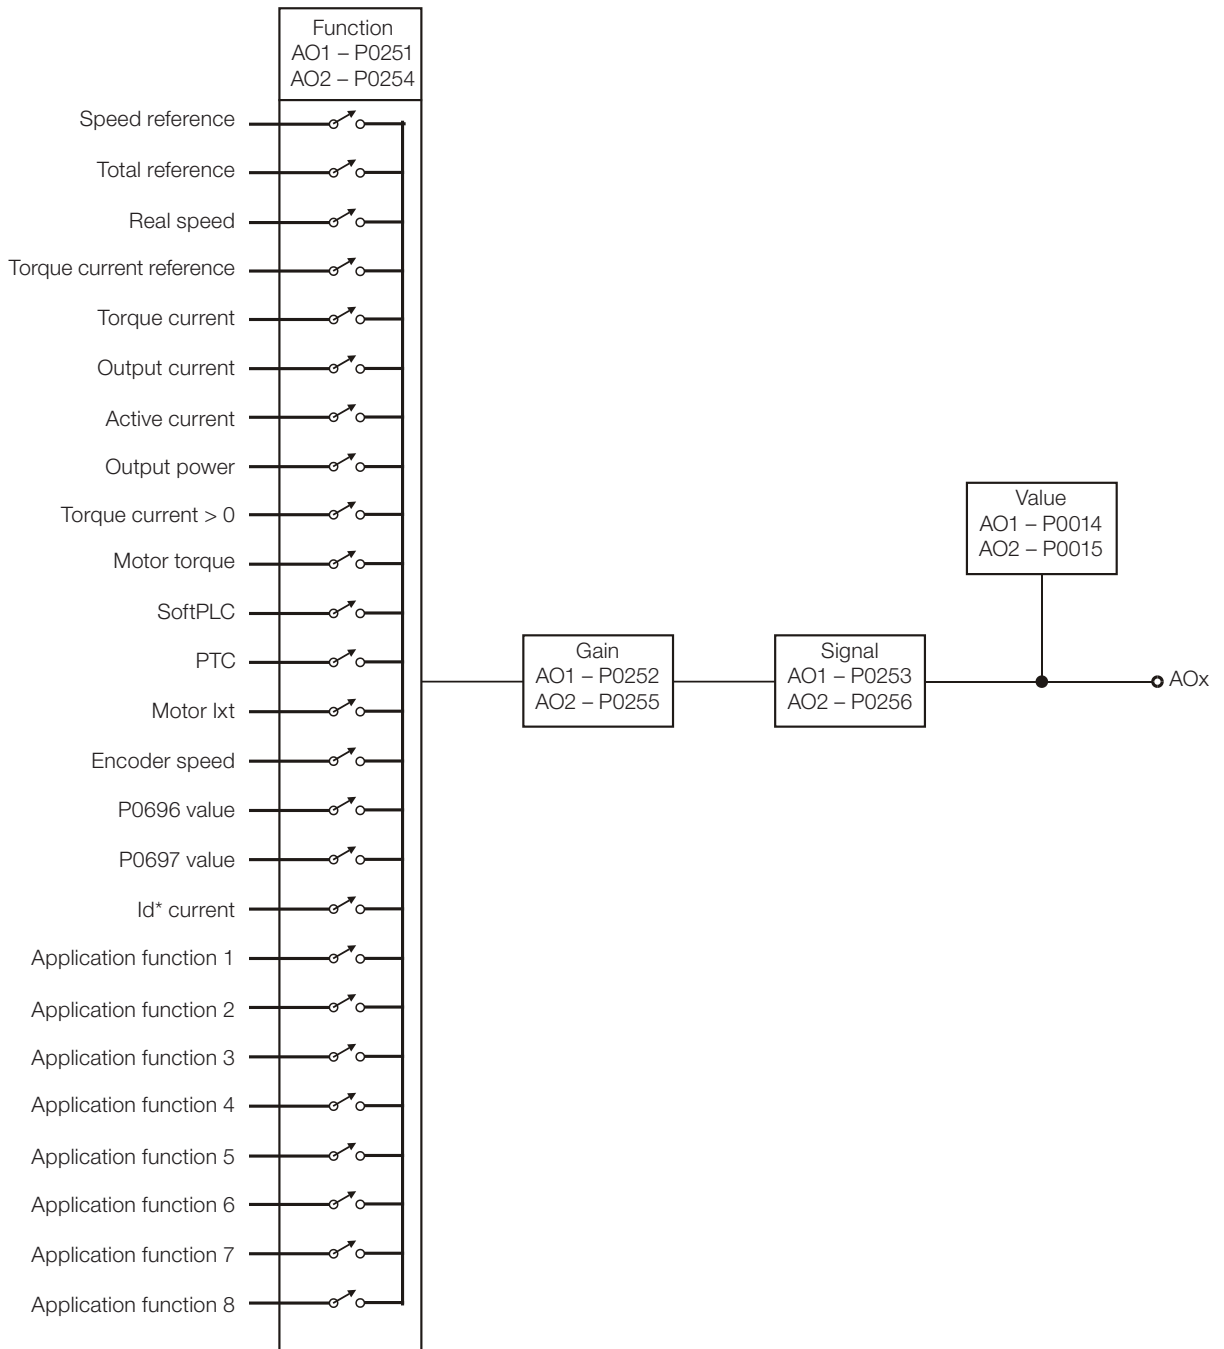 Function
AO1 – P0251
AO2 – P0254
Speed reference
Total reference
Real speed
Torque current reference
Torque current
Output current
Active current
Output power
Torque current > 0
Motor torque
SoftPLC
PTC
Motor Ixt
Encoder speed
P0696 value
P0697 value
Id* current
Application function 1
Application function 2
Application function 3
Application function 4
Application function 5
Application function 6
Application function 7
Application function 8
Gain
AO1 – P0252
AO2 – P0255
Signal
AO1 – P0253
AO2 – P0256
Value
AO1 – P0014
AO2 – P0015
AOx